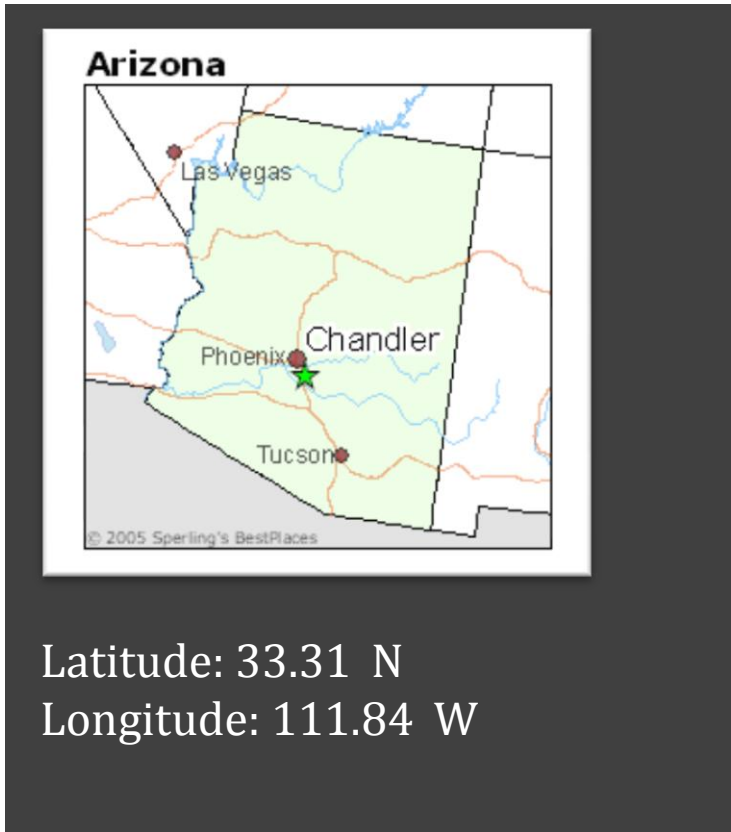 Arizona
Las Vegas
Chandler
Phoenix
Tucson
© 2005 Sperling's BestPlaces
Latitude: 33.31 N
Longitude: 111.84 W